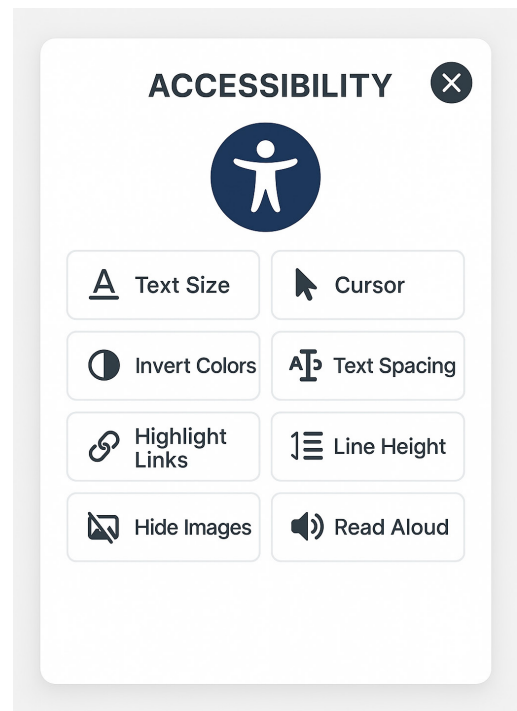 ACCESSIBILITY
Text Size
Cursor
Invert Colors
Text Spacing
Highlight
Links
Line Height
Hide Images
Read Aloud